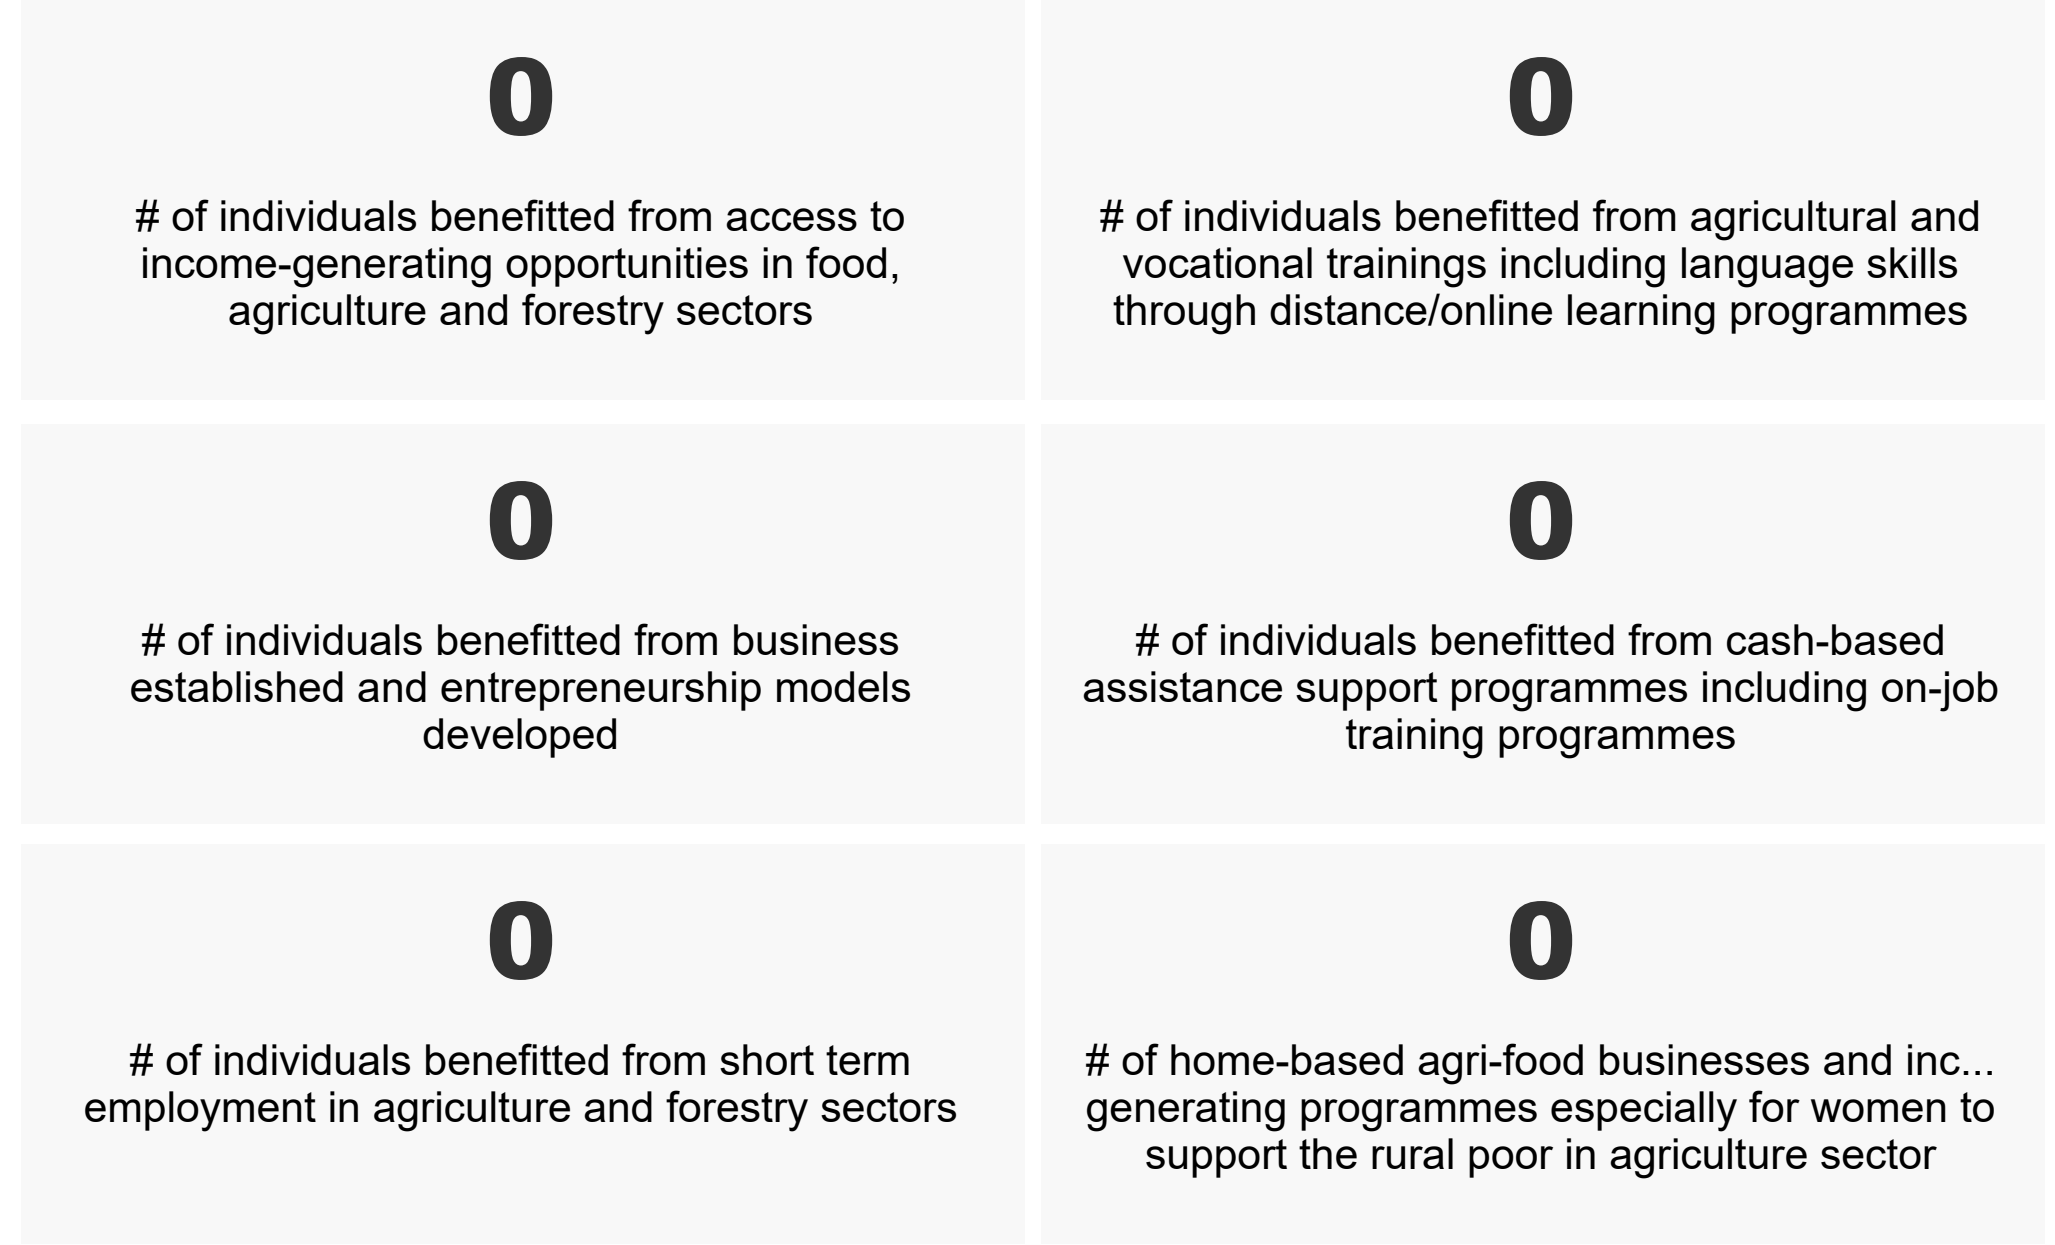 0
# of individuals benefitted from access to
income-generating opportunities in food,
agriculture and forestry sectors
0
# of individuals benefitted from agricultural and
vocational trainings including language skills
through distance/online learning programmes
0
# of individuals benefitted from business
established and entrepreneurship models
developed
0
# of individuals benefitted from cash-based
assistance support programmes including on-job
training programmes
0
# of individuals benefitted from short term
employment in agriculture and forestry sectors
0
# of home-based agri-food businesses and inc...
generating programmes especially for women to
support the rural poor in agriculture sector